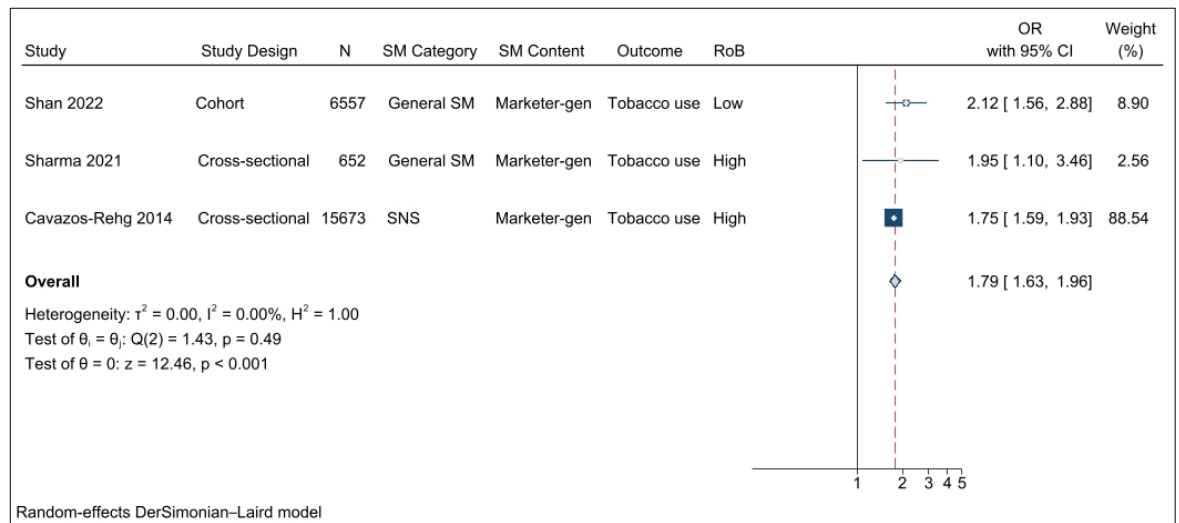 Study Study Design N SM Category SM Content Outcome RoB OR with 95% CI Weight (%)
Shan 2022 Cohort 6557 General SM Marketer-gen Tobacco use Low 2.12 [ 1.56, 2.88] 8.90
Sharma 2021 Cross-sectional 652 General SM Marketer-gen Tobacco use High 1.95 [ 1.10, 3.46] 2.56
Cavazos-Rehg 2014 Cross-sectional 15673 SNS Marketer-gen Tobacco use High 1.75 [ 1.59, 1.93] 88.54
Overall 1.79 [ 1.63, 1.96]
Heterogeneity: τ² = 0.00, I² = 0.00%, H² = 1.00
Test of θᵢ = θⱼ: Q(2) = 1.43, p = 0.49
Test of θ = 0: z = 12.46, p < 0.001
1 2 3 4 5
Random-effects DerSimonian–Laird model